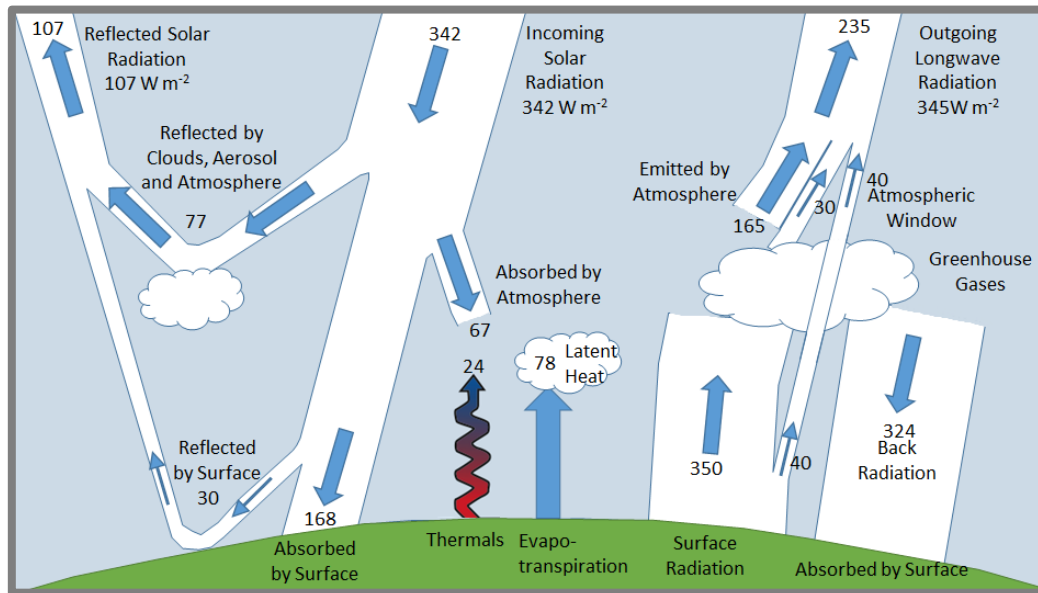 107
Reflected Solar
Radiation
107 W m⁻²
342
Incoming
Solar
Radiation
342 W m⁻²
235
Outgoing
Longwave
Radiation
345W m⁻²
Reflected by
Clouds, Aerosol
and Atmosphere
77
Emitted by
Atmosphere
165
30
40
Atmospheric
Window
Greenhouse
Gases
Absorbed by
Atmosphere
67
24
78
Latent
Heat
Reflected
by Surface
30
168
Absorbed
by Surface
Thermals
Evapo-
transpiration
350
40
Surface
Radiation
324
Back
Radiation
Absorbed by Surface